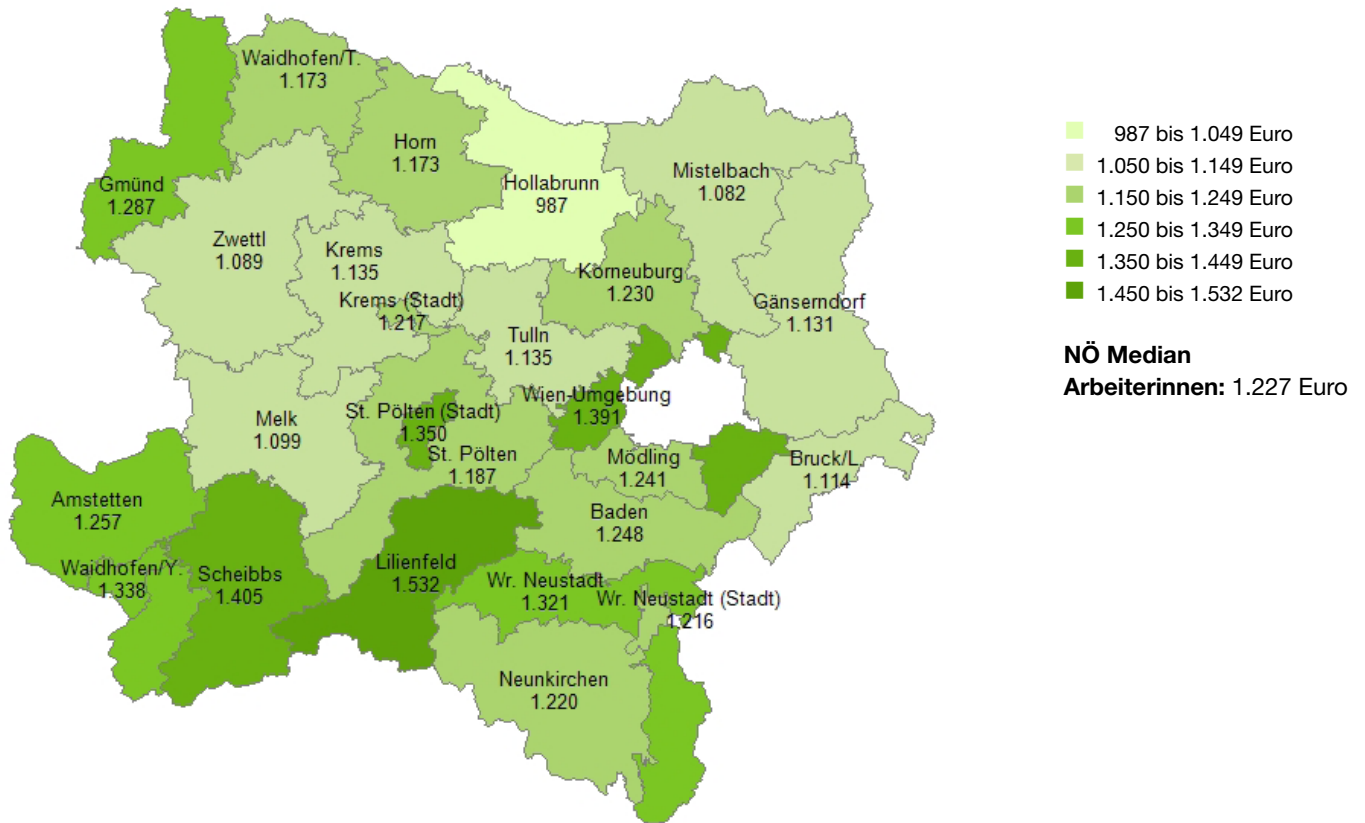 Waidhofen/T.
1.173
Horn
1.173
Hollabrunn
987
Mistelbach
1.082
Gmünd
1.287
Zwettl
1.089
Krems
1.135
Krems (Stadt)
1.217
Korneuburg
1.230
Gänserndorf
1.131
Tulln
1.135
Wien-Umgebung
1.391
St. Pölten (Stadt)
1.350
St. Pölten
1.187
Melk
1.099
Mödling
1.241
Bruck/L.
1.114
Amstetten
1.257
Baden
1.248
Waidhofen/Y.
1.338
Scheibbs
1.405
Lilienfeld
1.532
Wr. Neustadt
1.321
Wr. Neustadt (Stadt)
1.216
Neunkirchen
1.220
987 bis 1.049 Euro
1.050 bis 1.149 Euro
1.150 bis 1.249 Euro
1.250 bis 1.349 Euro
1.350 bis 1.449 Euro
1.450 bis 1.532 Euro
NÖ Median
Arbeiterinnen: 1.227 Euro